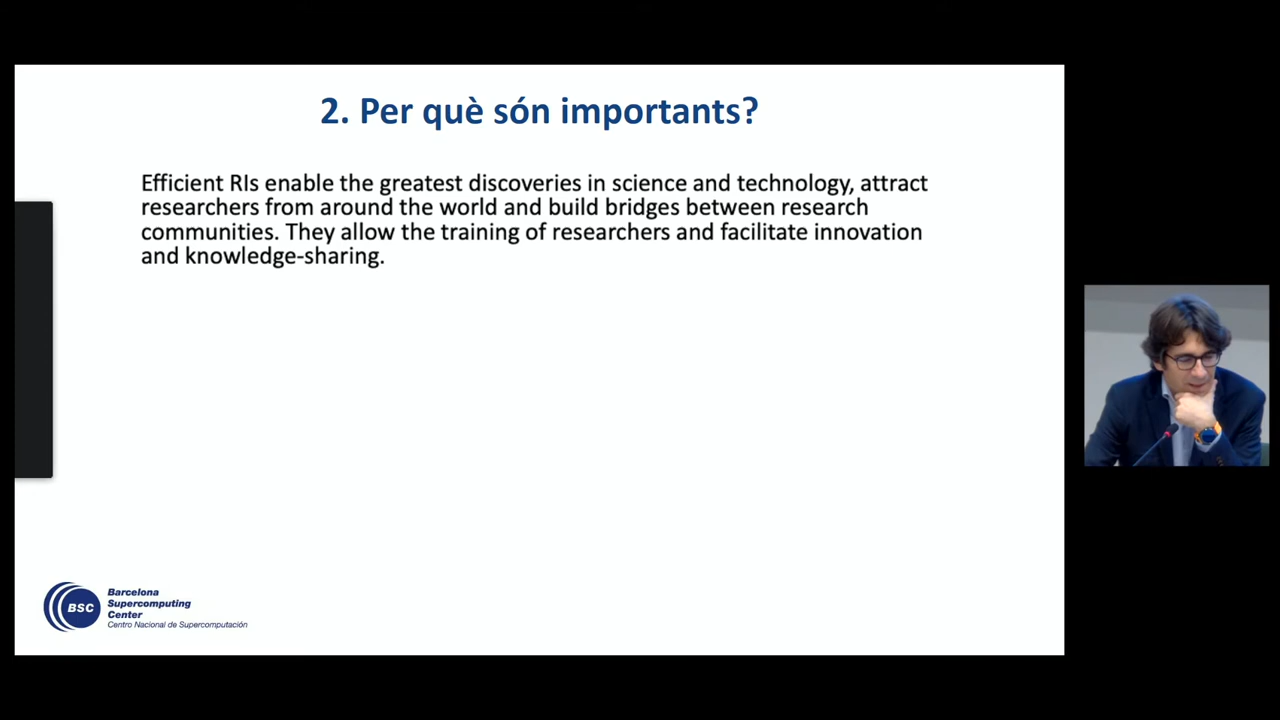 2. Per què són importants?
Efficient RIs enable the greatest discoveries in science and technology, attract
researchers from around the world and build bridges between research
communities. They allow the training of researchers and facilitate innovation
and knowledge-sharing.
BSC
Barcelona
Supercomputing
Center
Centro Nacional de Supercomputación